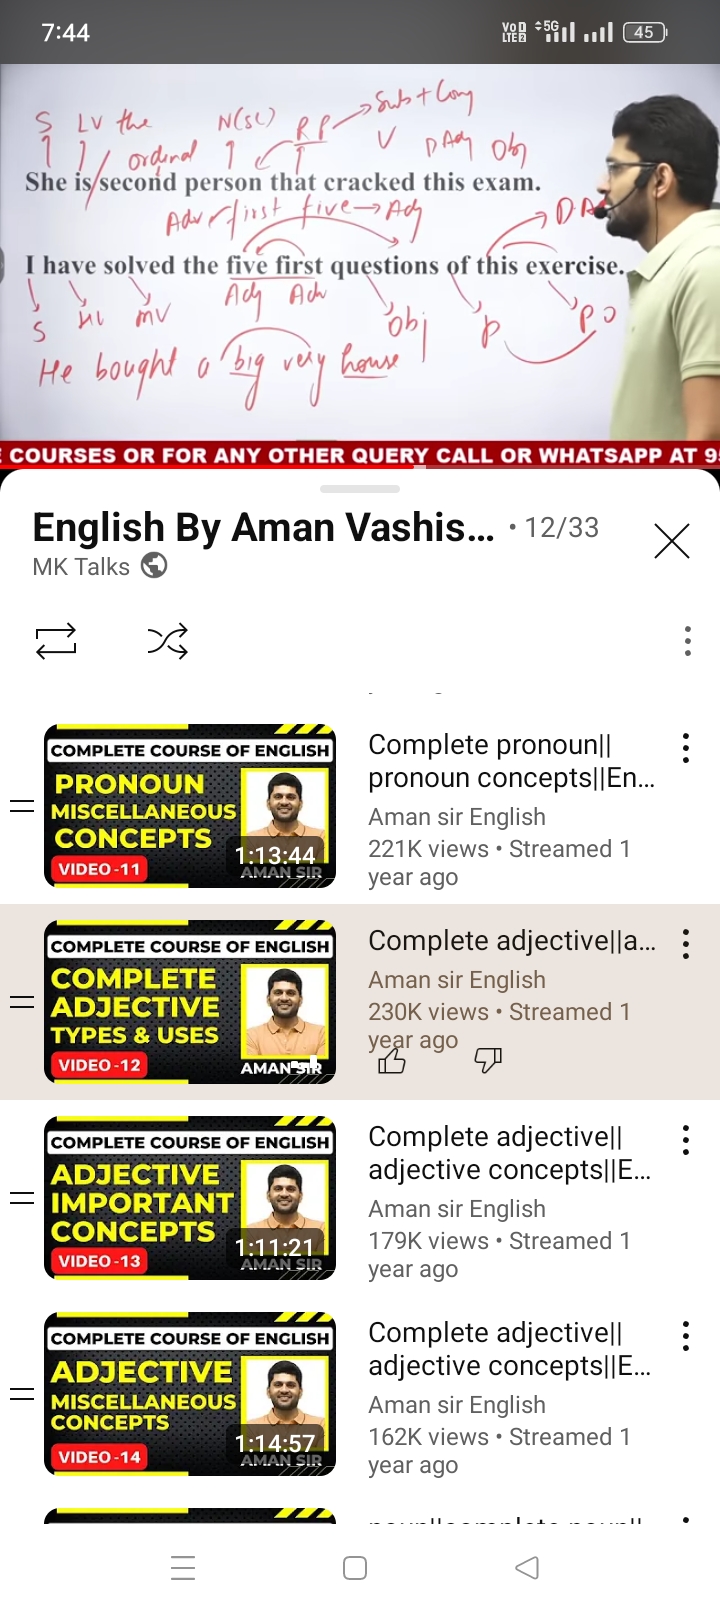 7:44
VoD LTE2 5G 45
S LV the N(SC) RP → Sub + Conj
ordinal V DAdj Obj
She is/second person that cracked this exam.
Adv first five → Adj DA
I have solved the five first questions of this exercise.
S HV MV Adj Adv Obj P PO
He bought a big very house
COURSES OR FOR ANY OTHER QUERY CALL OR WHATSAPP AT 9
English By Aman Vashis... • 12/33
MK Talks
COMPLETE COURSE OF ENGLISH
PRONOUN
MISCELLANEOUS
CONCEPTS
VIDEO -11
1:13:44
AMAN SIR
Complete pronoun||
pronoun concepts||En...
Aman sir English
221K views • Streamed 1
year ago
COMPLETE COURSE OF ENGLISH
COMPLETE
ADJECTIVE
TYPES & USES
VIDEO -12
AMAN SIR
Complete adjective||a...
Aman sir English
230K views • Streamed 1
year ago
COMPLETE COURSE OF ENGLISH
ADJECTIVE
IMPORTANT
CONCEPTS
VIDEO -13
1:11:21
AMAN SIR
Complete adjective||
adjective concepts||E...
Aman sir English
179K views • Streamed 1
year ago
COMPLETE COURSE OF ENGLISH
ADJECTIVE
MISCELLANEOUS
CONCEPTS
VIDEO -14
1:14:57
AMAN SIR
Complete adjective||
adjective concepts||E...
Aman sir English
162K views • Streamed 1
year ago